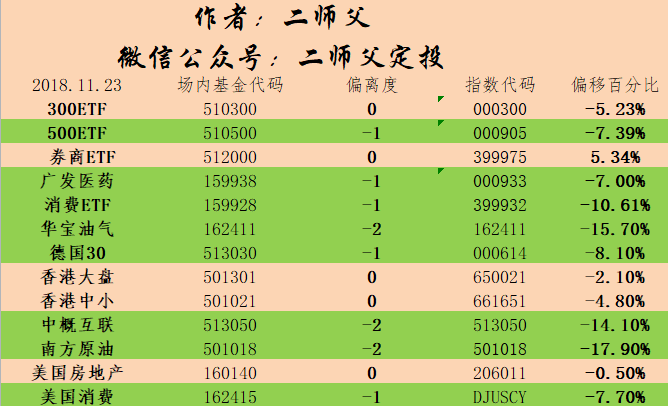 作者：二师父
微信公众号：二师父定投
2018.11.23 场内基金代码 偏离度 指数代码 偏移百分比
300ETF 510300 0 000300 -5.23%
500ETF 510500 -1 000905 -7.39%
券商ETF 512000 0 399975 5.34%
广发医药 159938 -1 000933 -7.00%
消费ETF 159928 -1 399932 -10.61%
华宝油气 162411 -2 162411 -15.70%
德国30 513030 -1 000614 -8.10%
香港大盘 501301 0 650021 -2.10%
香港中小 501021 0 661651 -4.80%
中概互联 513050 -2 513050 -14.10%
南方原油 501018 -2 501018 -17.90%
美国房地产 160140 0 206011 -0.50%
美国消费 162415 -1 DJUSCY -7.70%